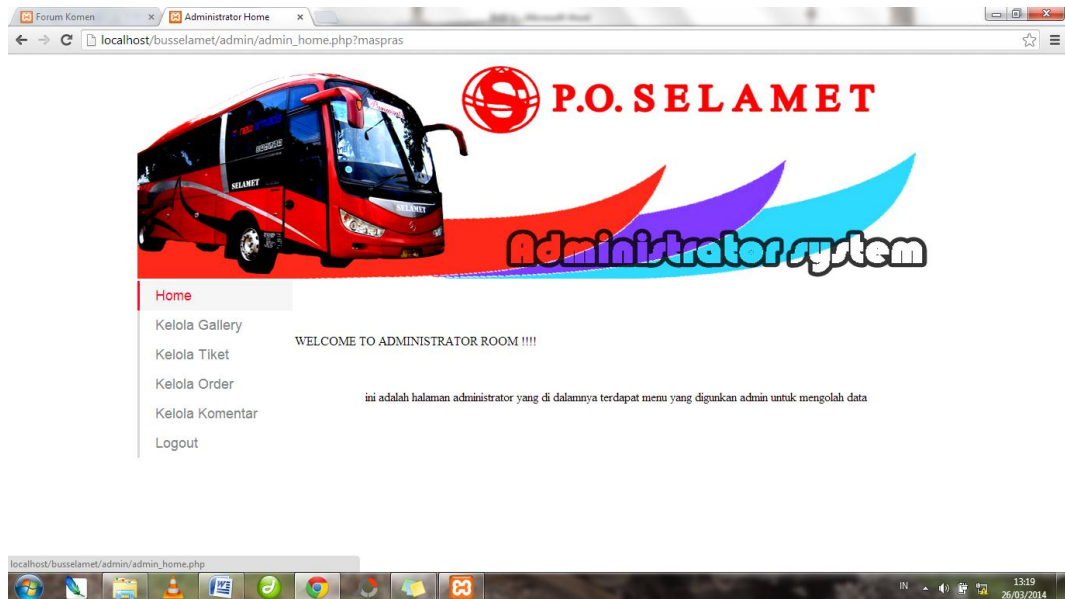 Forum Komen
Administrator Home
localhost/busselamet/admin/admin_home.php?maspras
P.O. SELAMET
SELAMET
SELAMET
Administrator system
Home
Kelola Gallery
Kelola Tiket
Kelola Order
Kelola Komentar
Logout
WELCOME TO ADMINISTRATOR ROOM !!!!
ini adalah halaman administrator yang di dalamnya terdapat menu yang digunkan admin untuk mengolah data
localhost/busselamet/admin/admin_home.php
IN
13:19
26/03/2014